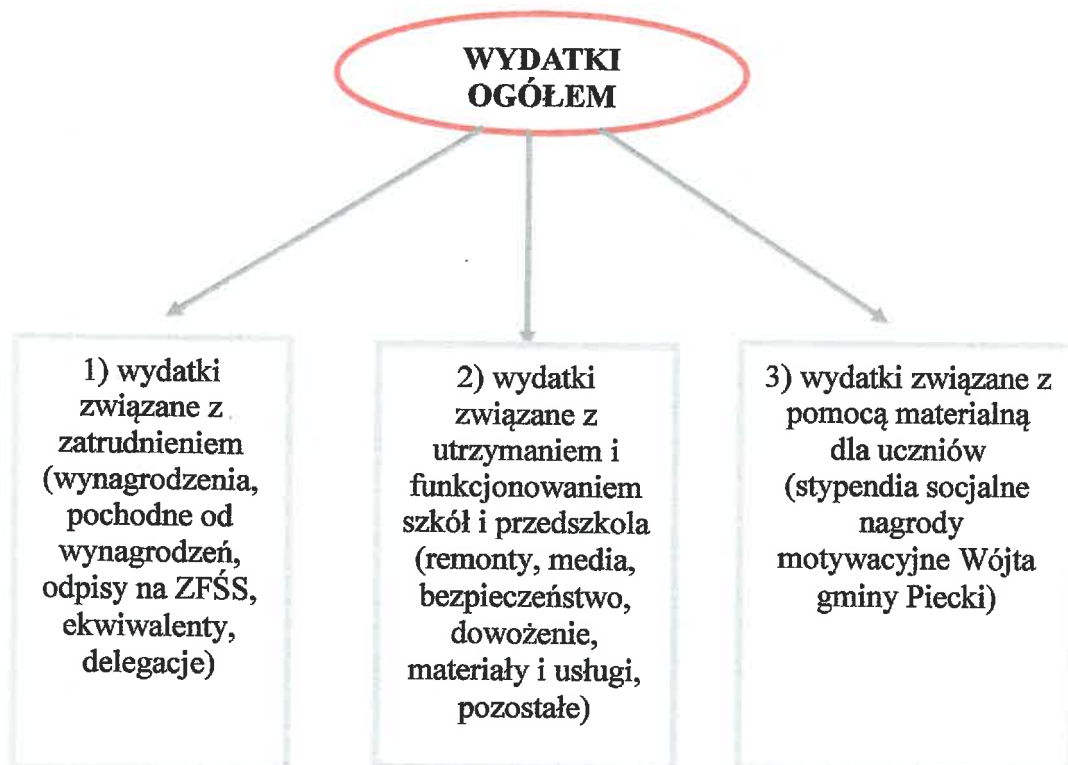 WYDATKI
OGÓŁEM
1) wydatki
związane z
zatrudnieniem
(wynagrodzenia,
pochodne od
wynagrodzeń,
odpisy na ZFŚS,
ekwiwalenty,
delegacje)
2) wydatki
związane z
utrzymaniem i
funkcjonowaniem
szkół i przedszkola
(remonty, media,
bezpieczeństwo,
dowożenie,
materiały i usługi,
pozostałe)
3) wydatki związane z
pomocą materialną
dla uczniów
(stypendia socjalne
nagrody
motywacyjne Wójta
gminy Piecki)